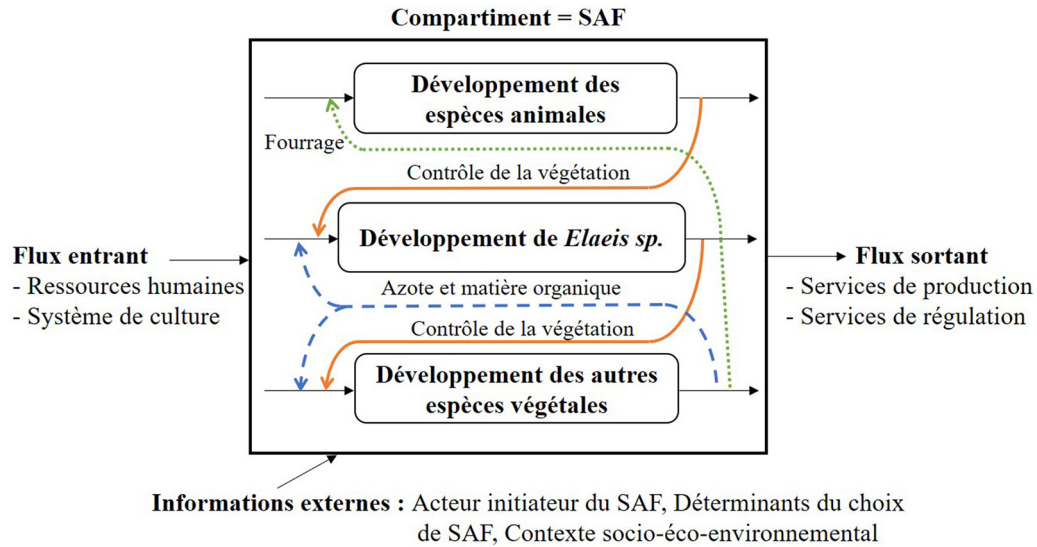 Compartiment = SAF
Développement des
espèces animales
Fourrage
Contrôle de la végétation
Développement de Elaeis sp.
Flux entrant
- Ressources humaines
- Système de culture
Azote et matière organique
Contrôle de la végétation
Développement des autres
espèces végétales
Flux sortant
- Services de production
- Services de régulation
Informations externes : Acteur initiateur du SAF, Déterminants du choix
de SAF, Contexte socio-éco-environnemental